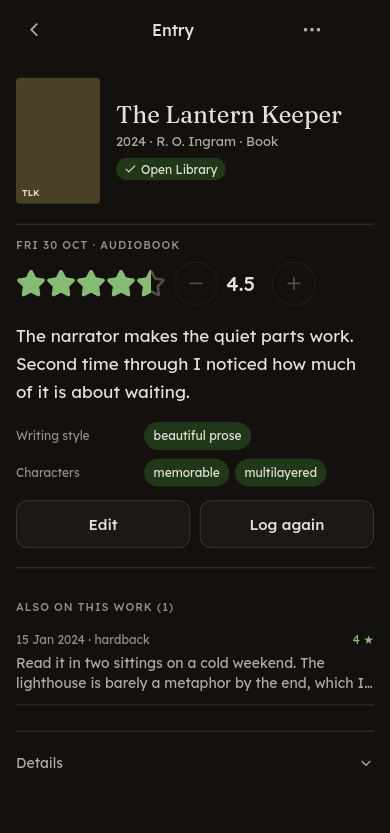 Entry
The Lantern Keeper
2024 · R. O. Ingram · Book
TLK
Open Library
FRI 30 OCT · AUDIOBOOK
4.5
The narrator makes the quiet parts work.
Second time through I noticed how much
of it is about waiting.
Writing style beautiful prose
Characters memorable multilayered
Edit Log again
ALSO ON THIS WORK (1)
15 Jan 2024 · hardback 4 ★
Read it in two sittings on a cold weekend. The
lighthouse is barely a metaphor by the end, which I…
Details